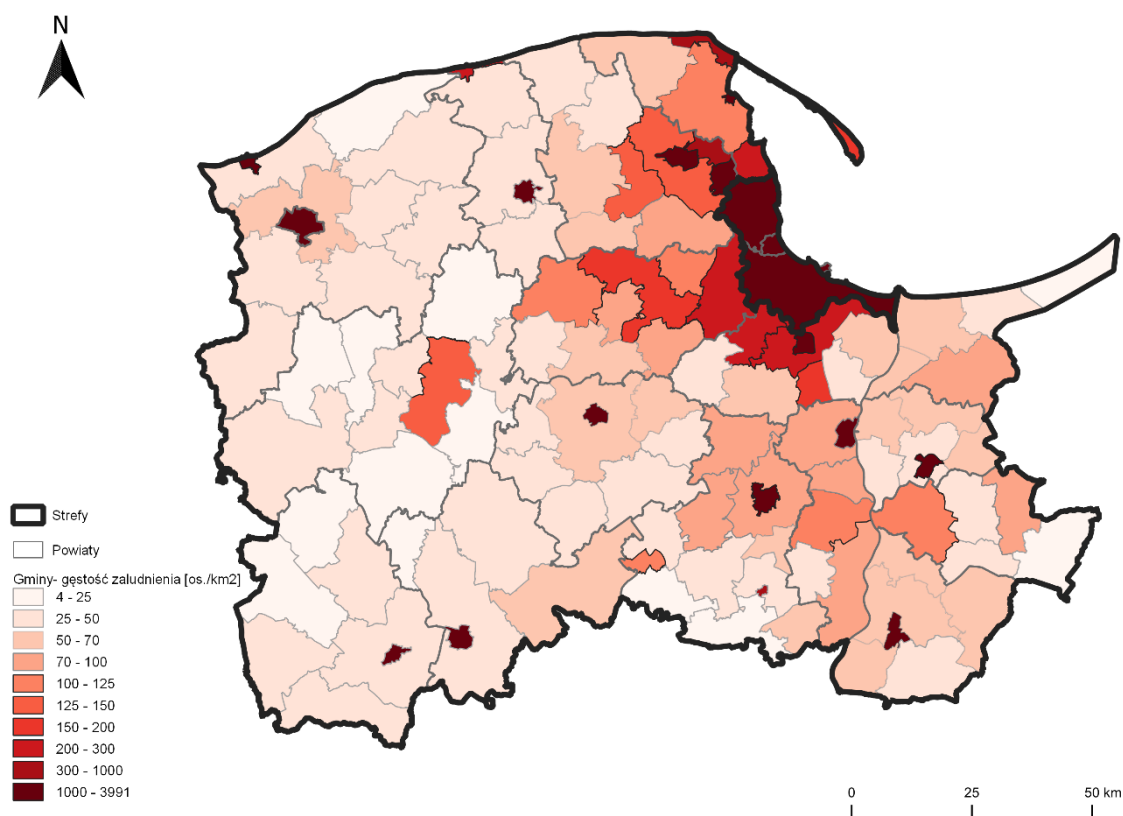 N
Strefy
Powiaty
Gminy- gęstość zaludnienia [os./km2]
4 - 25
25 - 50
50 - 70
70 - 100
100 - 125
125 - 150
150 - 200
200 - 300
300 - 1000
1000 - 3991
0 25 50 km